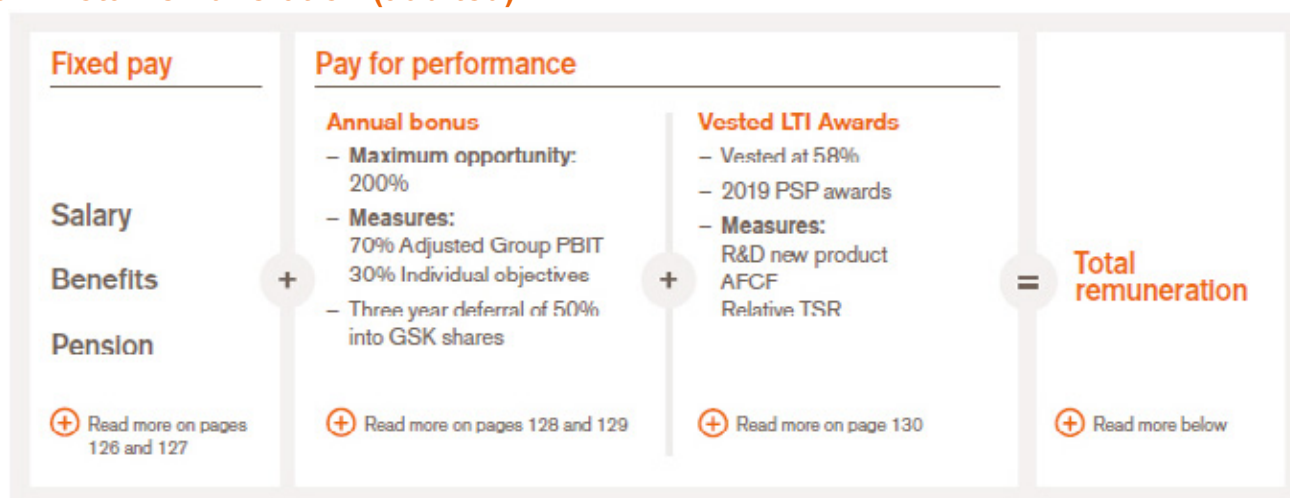 Total remuneration (audited)
Fixed pay
Salary
Benefits
Pension
Read more on pages
126 and 127
+
Pay for performance
Annual bonus
– Maximum opportunity:
200%
– Measures:
70% Adjusted Group PBIT
30% Individual objectives
– Three year deferral of 50%
into GSK shares
Read more on pages 128 and 129
+
Vested LTI Awards
– Vested at 58%
– 2019 PSP awards
– Measures:
R&D new product
AFCF
Relative TSR
Read more on page 130
=
Total
remuneration
Read more below